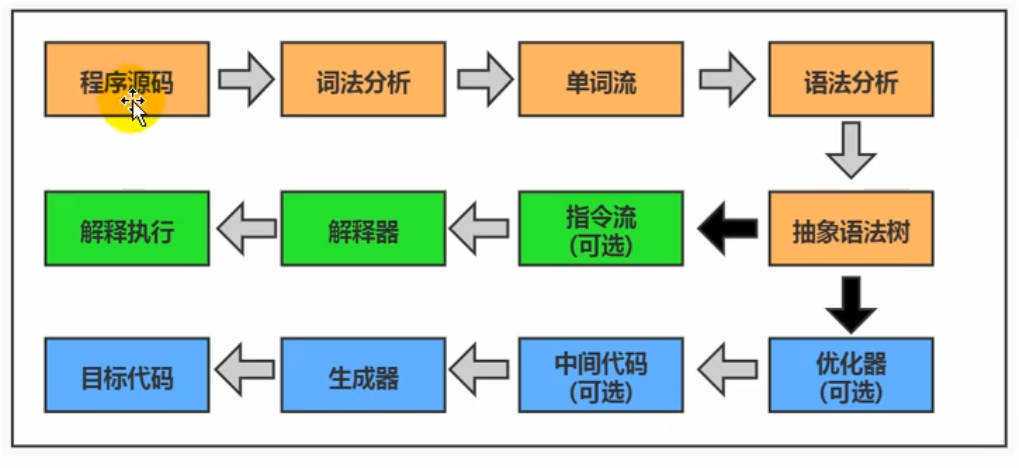 程序源码
词法分析
单词流
语法分析
解释执行
解释器
指令流
(可选)
抽象语法树
目标代码
生成器
中间代码
(可选)
优化器
(可选)